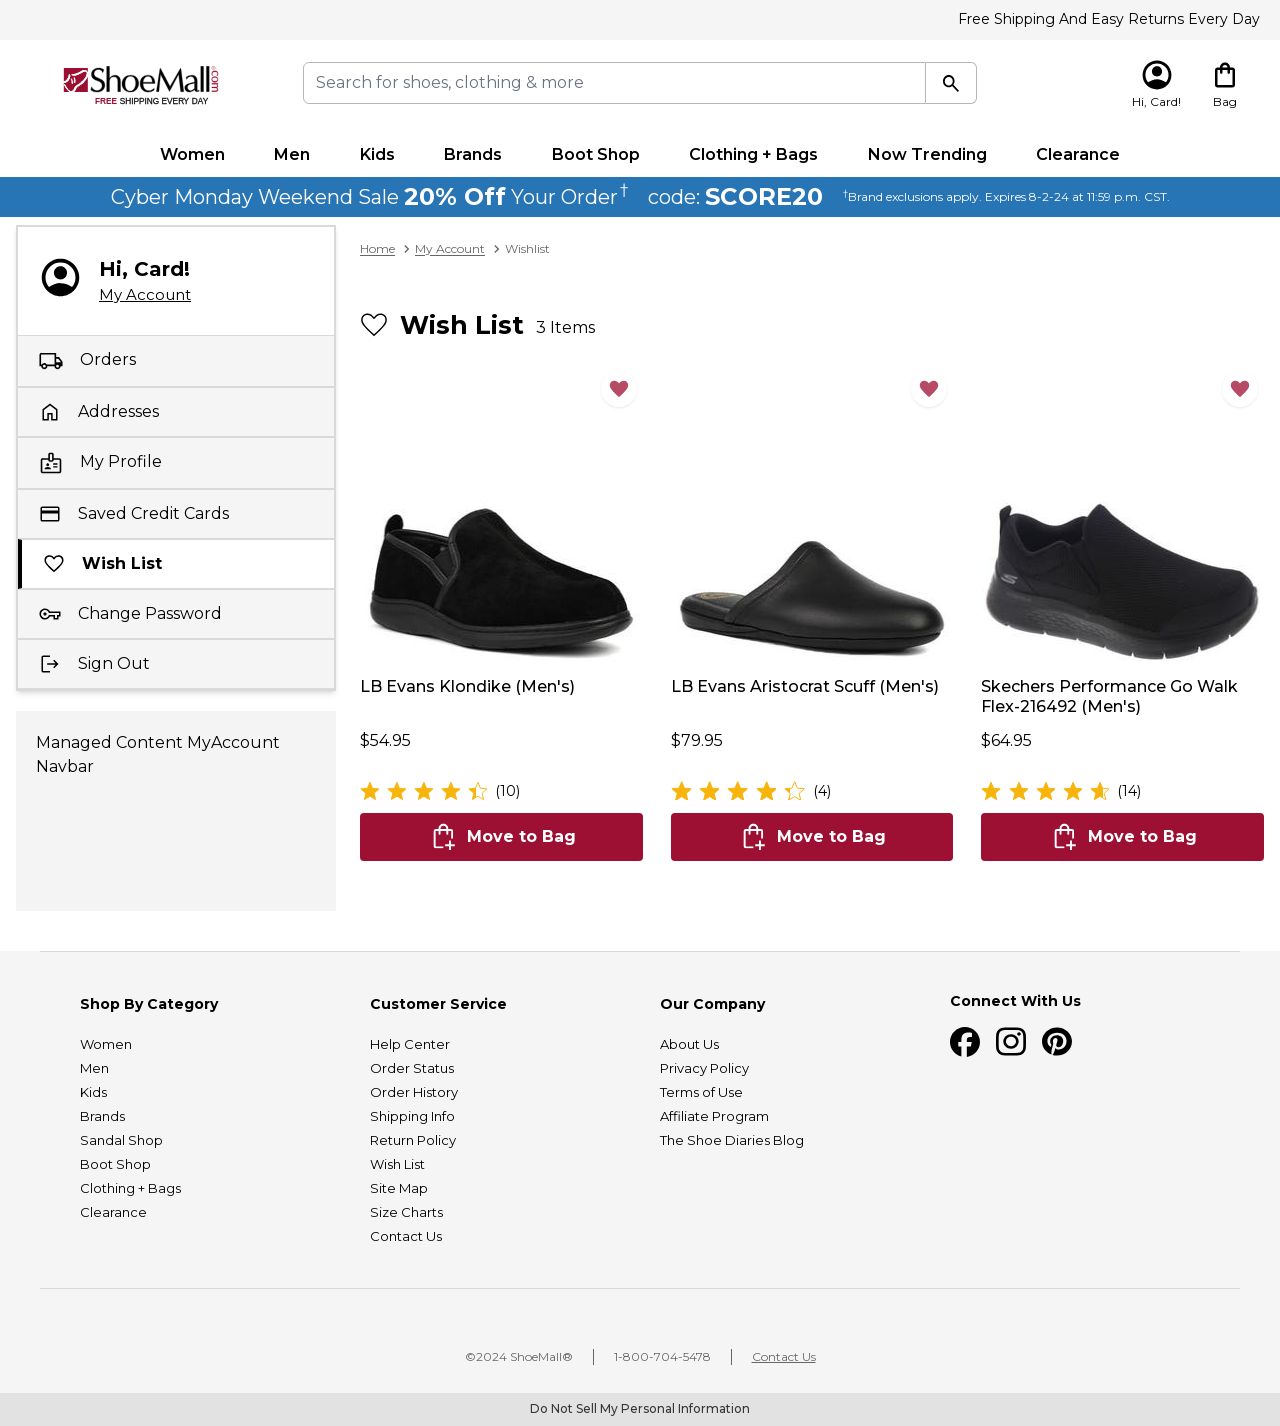 Free Shipping And Easy Returns Every Day
ShoeMall.com®
FREE SHIPPING EVERY DAY
Search for shoes, clothing & more
Hi, Card!
Bag
Women Men Kids Brands Boot Shop Clothing + Bags Now Trending Clearance
Cyber Monday Weekend Sale 20% Off Your Order† code: SCORE20 †Brand exclusions apply. Expires 8-2-24 at 11:59 p.m. CST.
Hi, Card!
My Account
Orders
Addresses
My Profile
Saved Credit Cards
Wish List
Change Password
Sign Out
Managed Content MyAccount
Navbar
Home > My Account > Wishlist
Wish List 3 Items
LB Evans Klondike (Men's)
$54.95
(10)
Move to Bag
LB Evans Aristocrat Scuff (Men's)
$79.95
(4)
Move to Bag
Skechers Performance Go Walk
Flex-216492 (Men's)
$64.95
(14)
Move to Bag
Shop By Category
Women
Men
Kids
Brands
Sandal Shop
Boot Shop
Clothing + Bags
Clearance
Customer Service
Help Center
Order Status
Order History
Shipping Info
Return Policy
Wish List
Site Map
Size Charts
Contact Us
Our Company
About Us
Privacy Policy
Terms of Use
Affiliate Program
The Shoe Diaries Blog
Connect With Us
©2024 ShoeMall® | 1-800-704-5478 | Contact Us
Do Not Sell My Personal Information